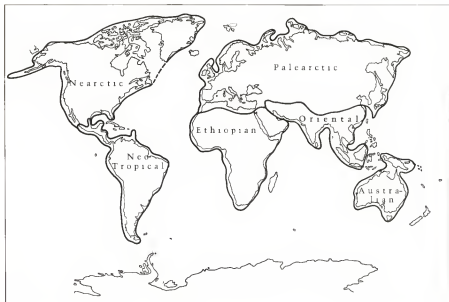 Nearctic
Palearctic
Ethiopian
Oriental
Neo
Tropical
Austra-
lian